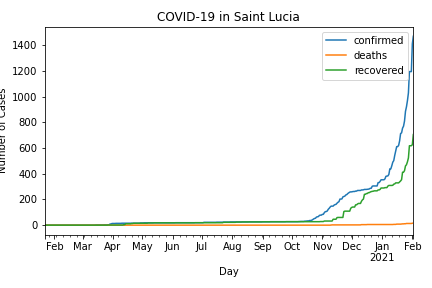 COVID-19 in Saint Lucia
confirmed
deaths
recovered
1400
1200
1000
800
600
400
200
0
Number of Cases
Feb Mar Apr May Jun Jul Aug Sep Oct Nov Dec Jan Feb
2021
Day